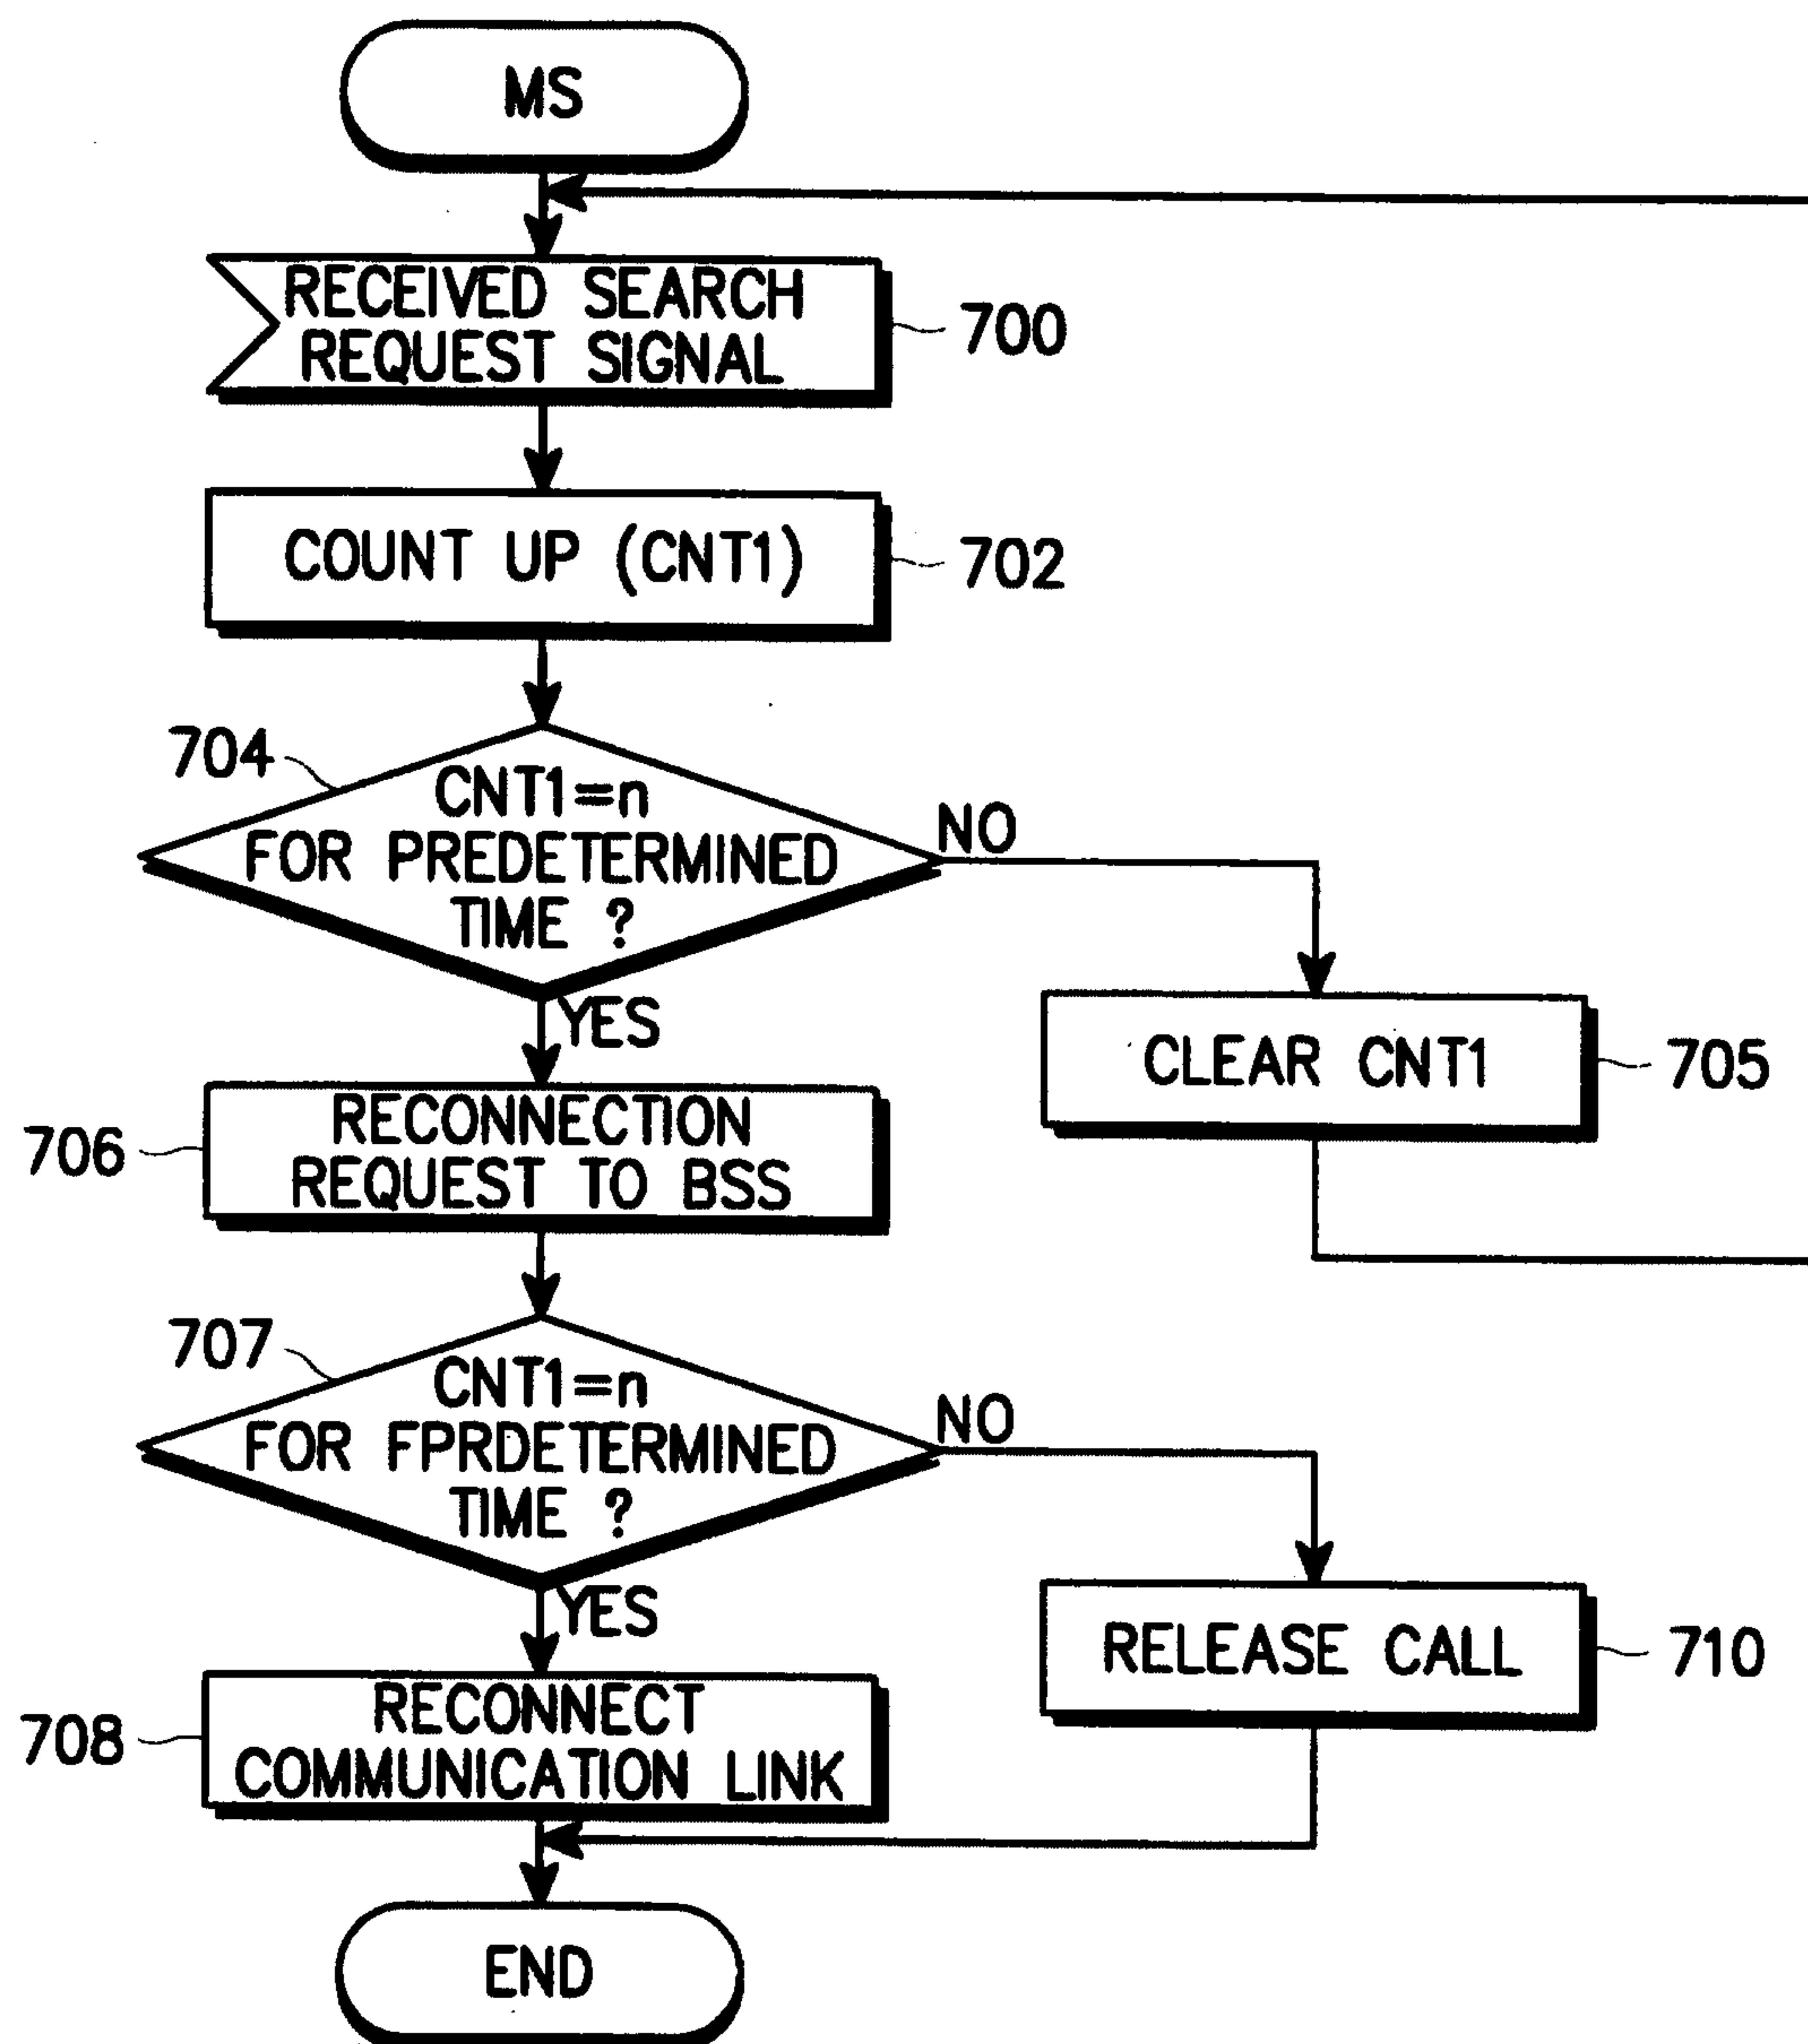 MS
RECEIVED SEARCH
REQUEST SIGNAL
700
COUNT UP (CNT1)
702
704
CNT1=n
FOR PREDETERMINED
TIME ?
NO
YES
CLEAR CNT1
705
706
RECONNECTION
REQUEST TO BSS
707
CNT1=n
FOR FPRDETERMINED
TIME ?
NO
YES
RELEASE CALL
710
708
RECONNECT
COMMUNICATION LINK
END